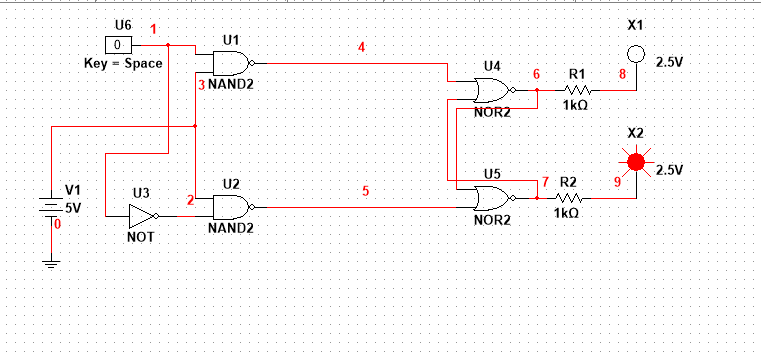 U6
1
0
Key = Space
U1
4
3
NAND2
U4
6
R1
8
X1
2.5V
1kΩ
NOR2
X2
2.5V
V1
5V
0
U3
NOT
2
U2
NAND2
5
U5
7
R2
9
1kΩ
NOR2